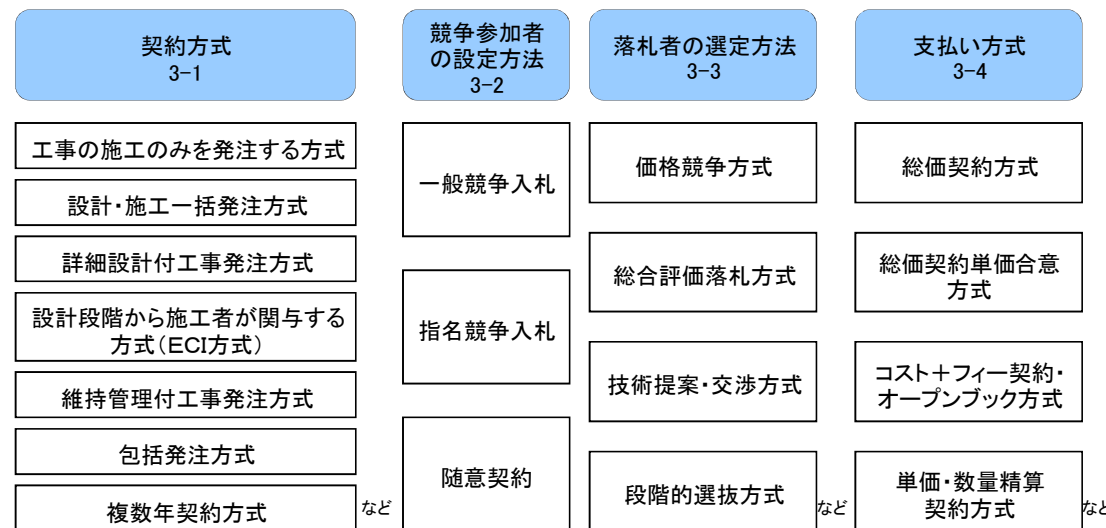 契約方式
3-1
競争参加者
の設定方法
3-2
落札者の選定方法
3-3
支払い方式
3-4
工事の施工のみを発注する方式
設計・施工一括発注方式
詳細設計付工事発注方式
設計段階から施工者が関与する
方式（ECI方式）
維持管理付工事発注方式
包括発注方式
複数年契約方式
など
一般競争入札
指名競争入札
随意契約
価格競争方式
総合評価落札方式
技術提案・交渉方式
段階的選抜方式
など
総価契約方式
総価契約単価合意
方式
コスト＋フィー契約・
オープンブック方式
単価・数量精算
契約方式
など